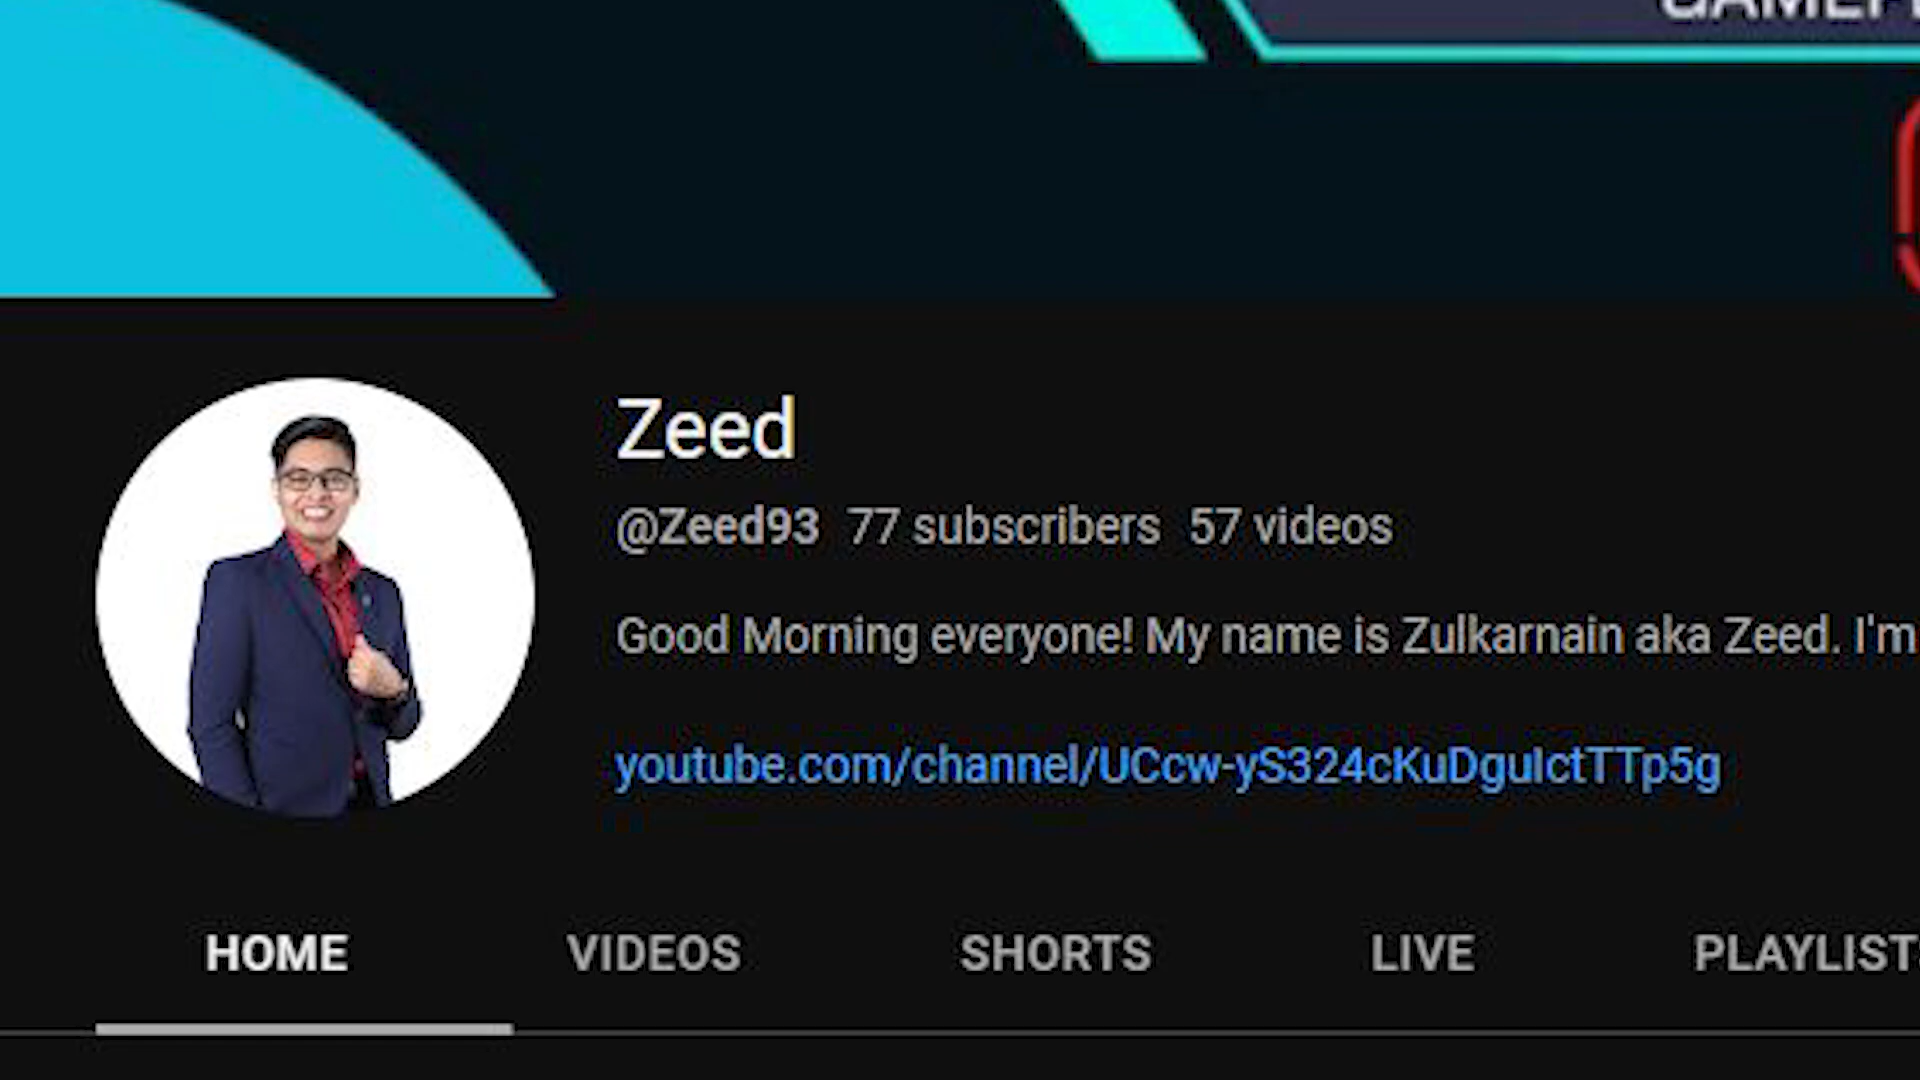 Zeed
@Zeed93 77 subscribers 57 videos
Good Morning everyone! My name is Zulkarnain aka Zeed. I'm
youtube.com/channel/UCcw-yS324cKuDguIctTTp5g
HOME VIDEOS SHORTS LIVE PLAYLISTS